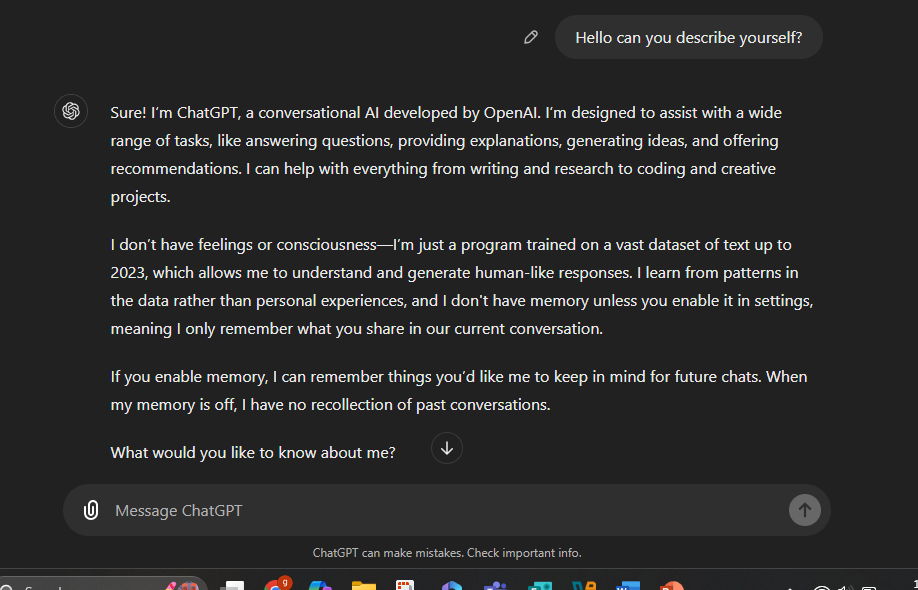 Hello can you describe yourself?
Sure! I'm ChatGPT, a conversational AI developed by OpenAI. I'm designed to assist with a wide
range of tasks, like answering questions, providing explanations, generating ideas, and offering
recommendations. I can help with everything from writing and research to coding and creative
projects.
I don't have feelings or consciousness—I'm just a program trained on a vast dataset of text up to
2023, which allows me to understand and generate human-like responses. I learn from patterns in
the data rather than personal experiences, and I don't have memory unless you enable it in settings,
meaning I only remember what you share in our current conversation.
If you enable memory, I can remember things you'd like me to keep in mind for future chats. When
my memory is off, I have no recollection of past conversations.
What would you like to know about me?
Message ChatGPT
ChatGPT can make mistakes. Check important info.
9